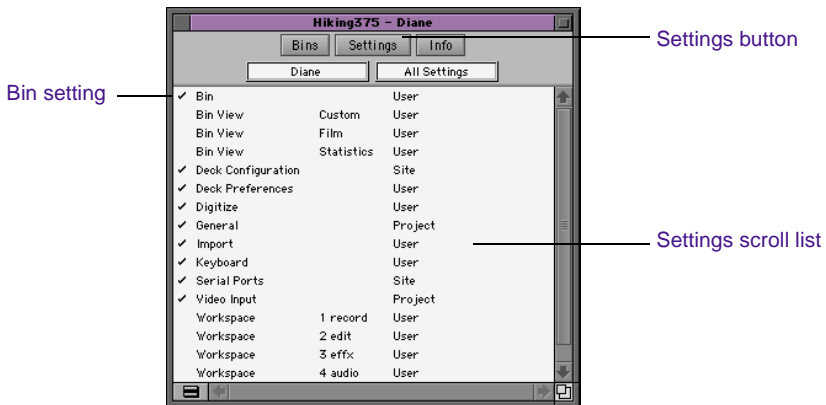 Hiking375 – Diane
Bins Settings Info
Settings button
Diane All Settings
Bin setting
✓ Bin User
Bin View Custom User
Bin View Film User
Bin View Statistics User
✓ Deck Configuration Site
✓ Deck Preferences User
✓ Digitize User
✓ General Project
✓ Import User
Settings scroll list
✓ Keyboard User
✓ Serial Ports Site
✓ Video Input Project
Workspace 1 record User
Workspace 2 edit User
Workspace 3 effx User
Workspace 4 audio User